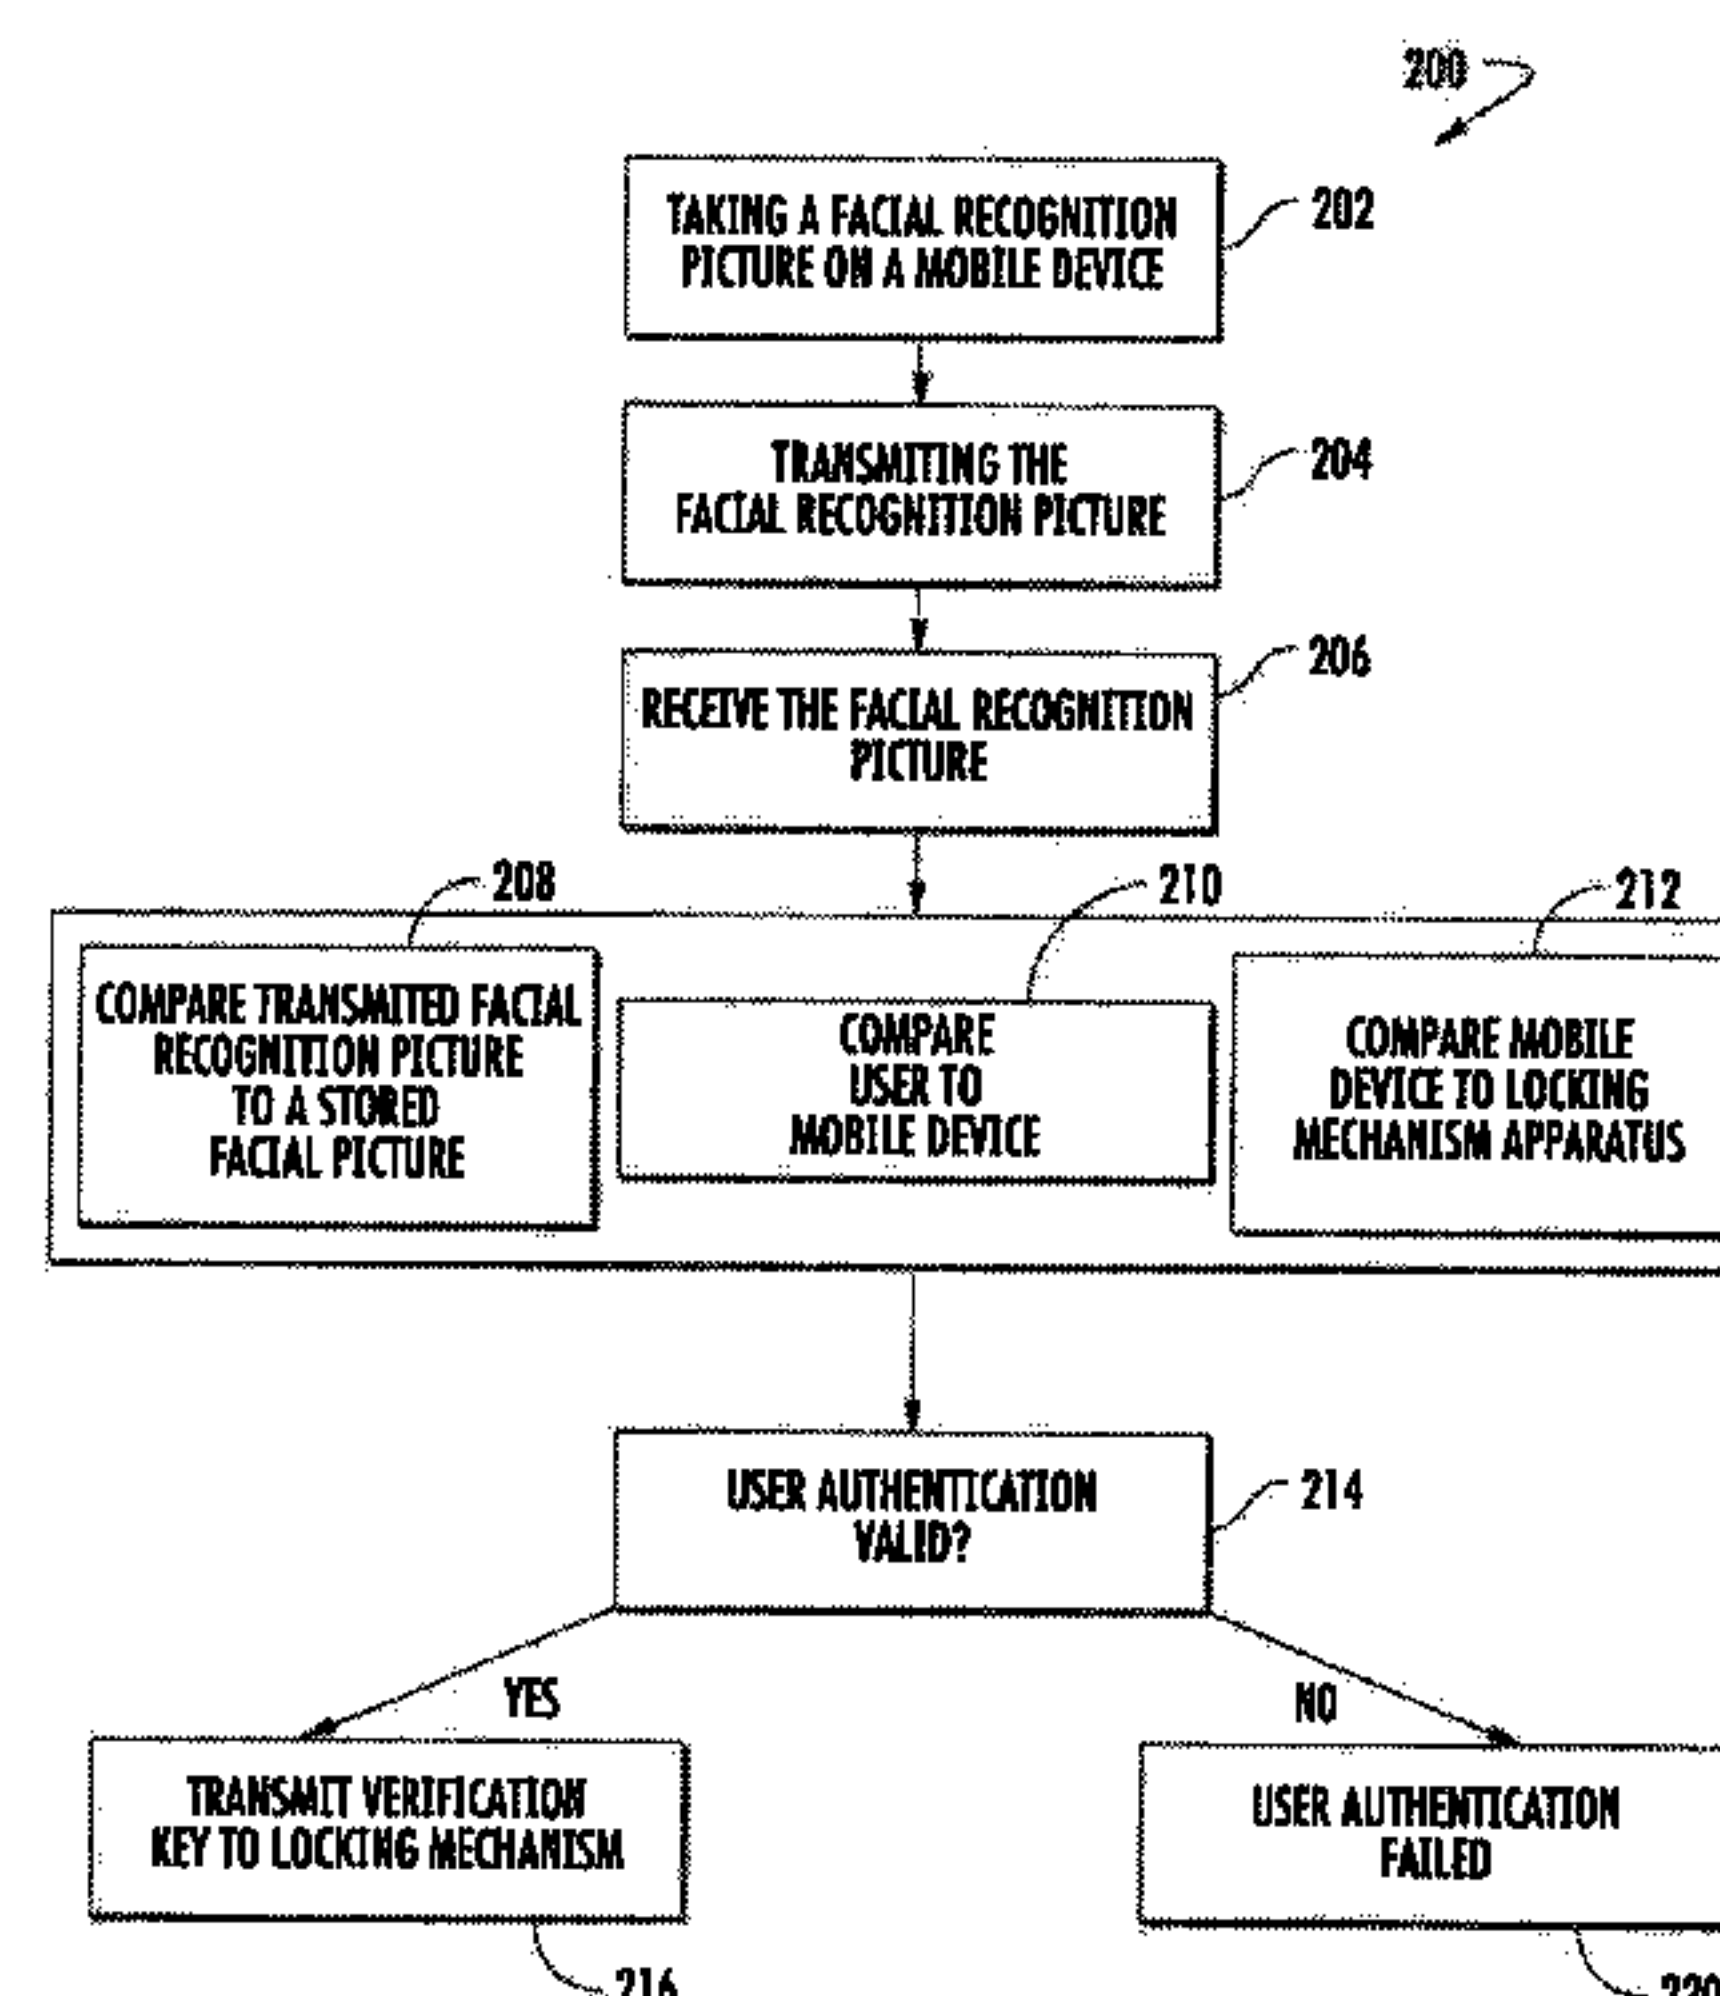 200
TAKING A FACIAL RECOGNITION
PICTURE ON A MOBILE DEVICE
202
TRANSMITING THE
FACIAL RECOGNITION PICTURE
204
RECEIVE THE FACIAL RECOGNITION
PICTURE
206
208
COMPARE TRANSMITED FACIAL
RECOGNITION PICTURE
TO A STORED
FACIAL PICTURE
210
COMPARE
USER TO
MOBILE DEVICE
212
COMPARE MOBILE
DEVICE TO LOCKING
MECHANISM APPARATUS
USER AUTHENTICATION
VALID?
214
YES
NO
TRANSMIT VERIFICATION
KEY TO LOCKING MECHANISM
216
USER AUTHENTICATION
FAILED